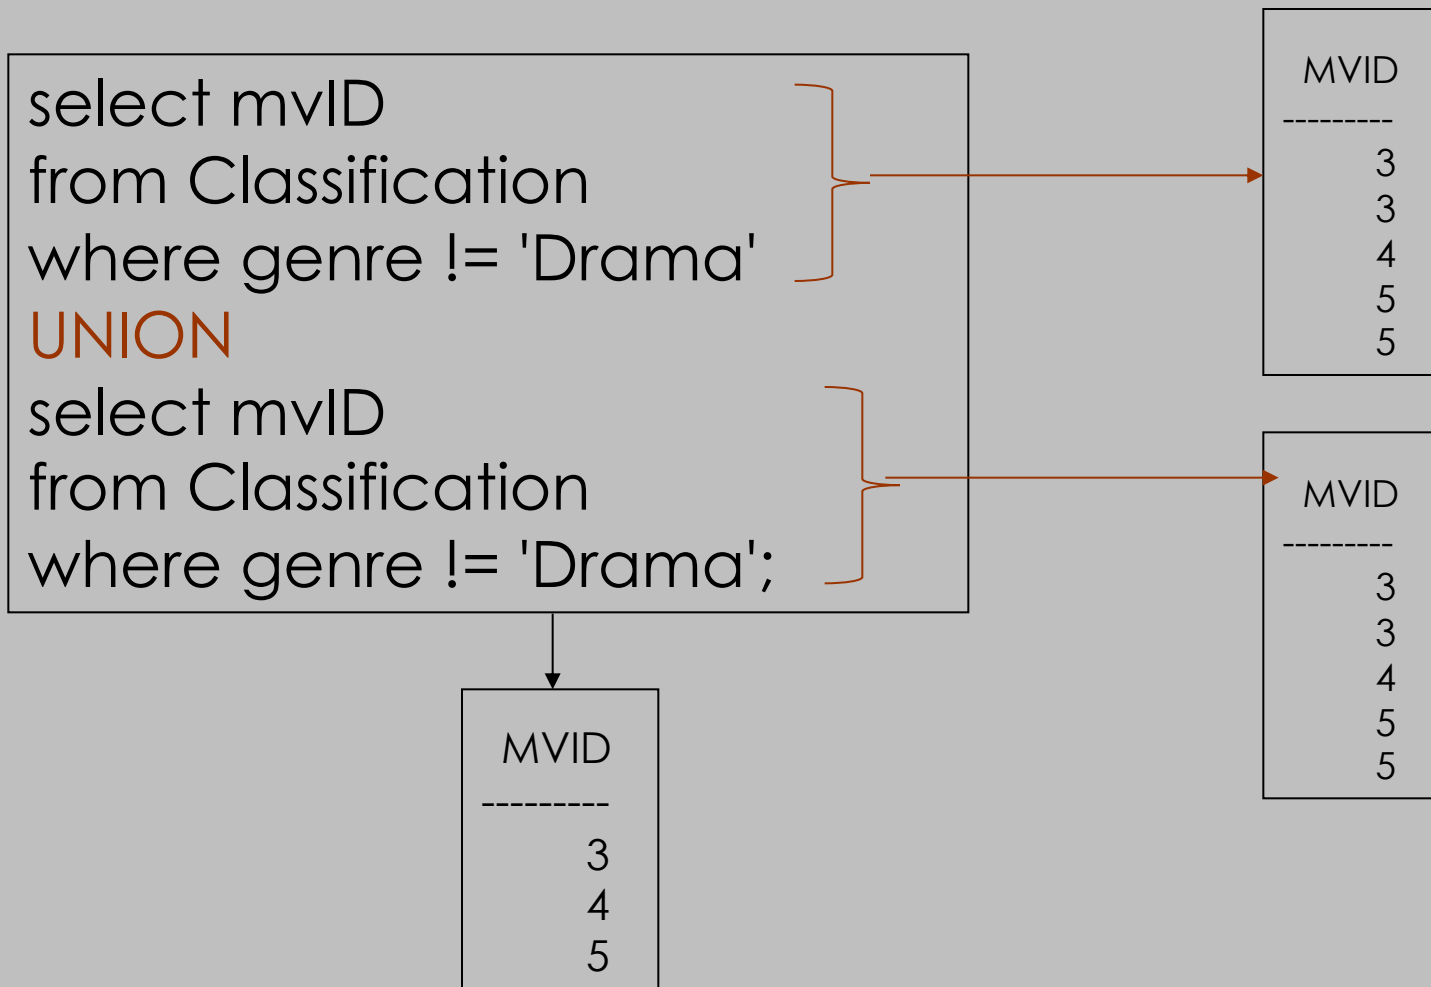 select mvID
from Classification
where genre != 'Drama'
UNION
select mvID
from Classification
where genre != 'Drama';
MVID
---------
3
3
4
5
5
MVID
---------
3
3
4
5
5
MVID
---------
3
4
5